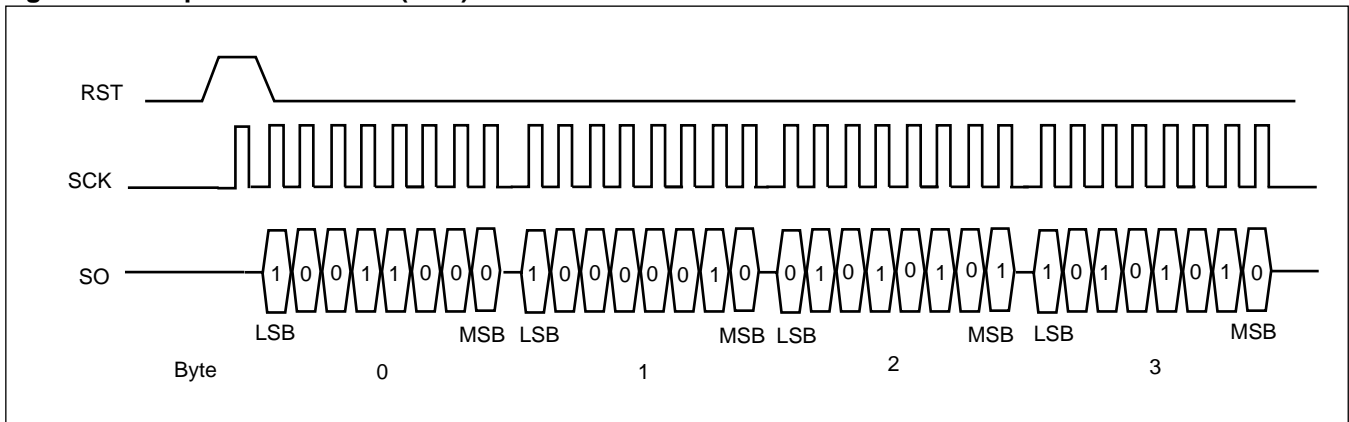 RST
SCK
SO 1 0 0 1 1 0 0 0 1 0 0 0 0 0 1 0 0 1 0 1 0 1 0 1 1 0 1 0 1 0 1 0
LSB MSB LSB MSB LSB MSB LSB MSB
Byte 0 1 2 3